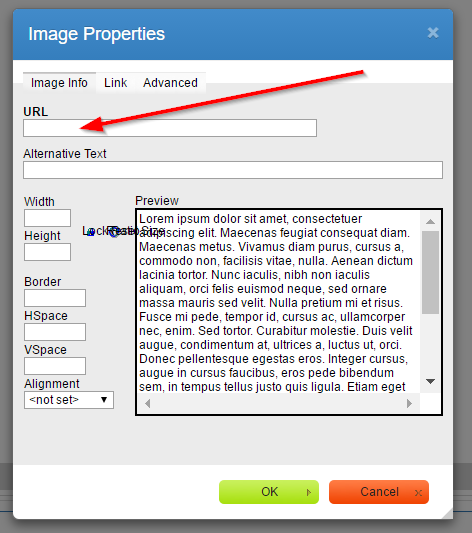 Image Properties
Image Info Link Advanced
URL
Alternative Text
Width
Height
Border
HSpace
VSpace
Alignment
<not set>
Preview
Lorem ipsum dolor sit amet, consectetuer
adipiscing elit. Maecenas feugiat consequat diam.
Maecenas metus. Vivamus diam purus, cursus a,
commodo non, facilisis vitae, nulla. Aenean dictum
lacinia tortor. Nunc iaculis, nibh non iaculis
aliquam, orci felis euismod neque, sed ornare
massa mauris sed velit. Nulla pretium mi et risus.
Fusce mi pede, tempor id, cursus ac, ullamcorper
nec, enim. Sed tortor. Curabitur molestie. Duis velit
augue, condimentum at, ultrices a, luctus ut, orci.
Donec pellentesque egestas eros. Integer cursus,
augue in cursus faucibus, eros pede bibendum
sem, in tempus tellus justo quis ligula. Etiam eget
OK Cancel